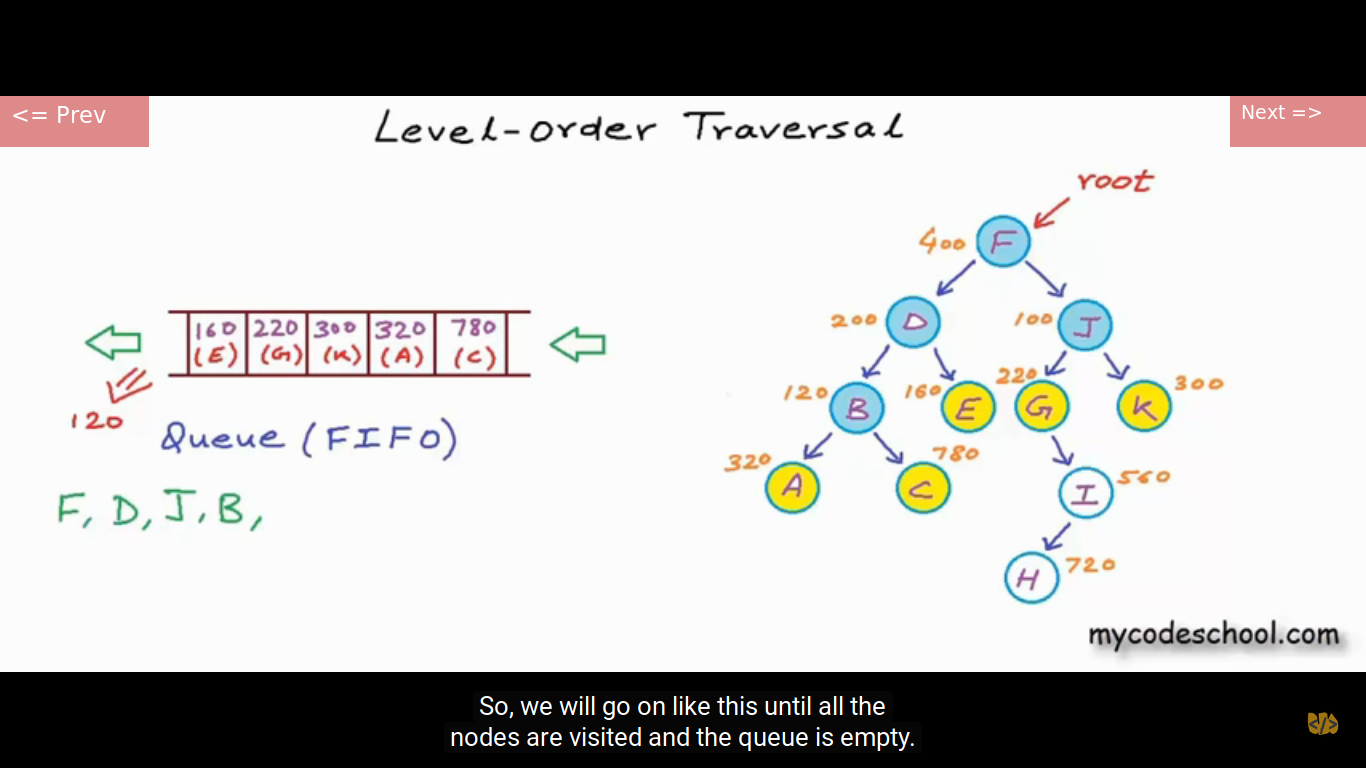 <= Prev
Level-order Traversal
Next =>
root
400 F
200 D
100 J
120 B
160 E
220 G
K 300
320 A
780 C
I 560
H 720
160 220 300 320 780
(E) (G) (K) (A) (C)
120
Queue (FIFO)
F, D, J, B,
mycodeschool.com
So, we will go on like this until all the
nodes are visited and the queue is empty.